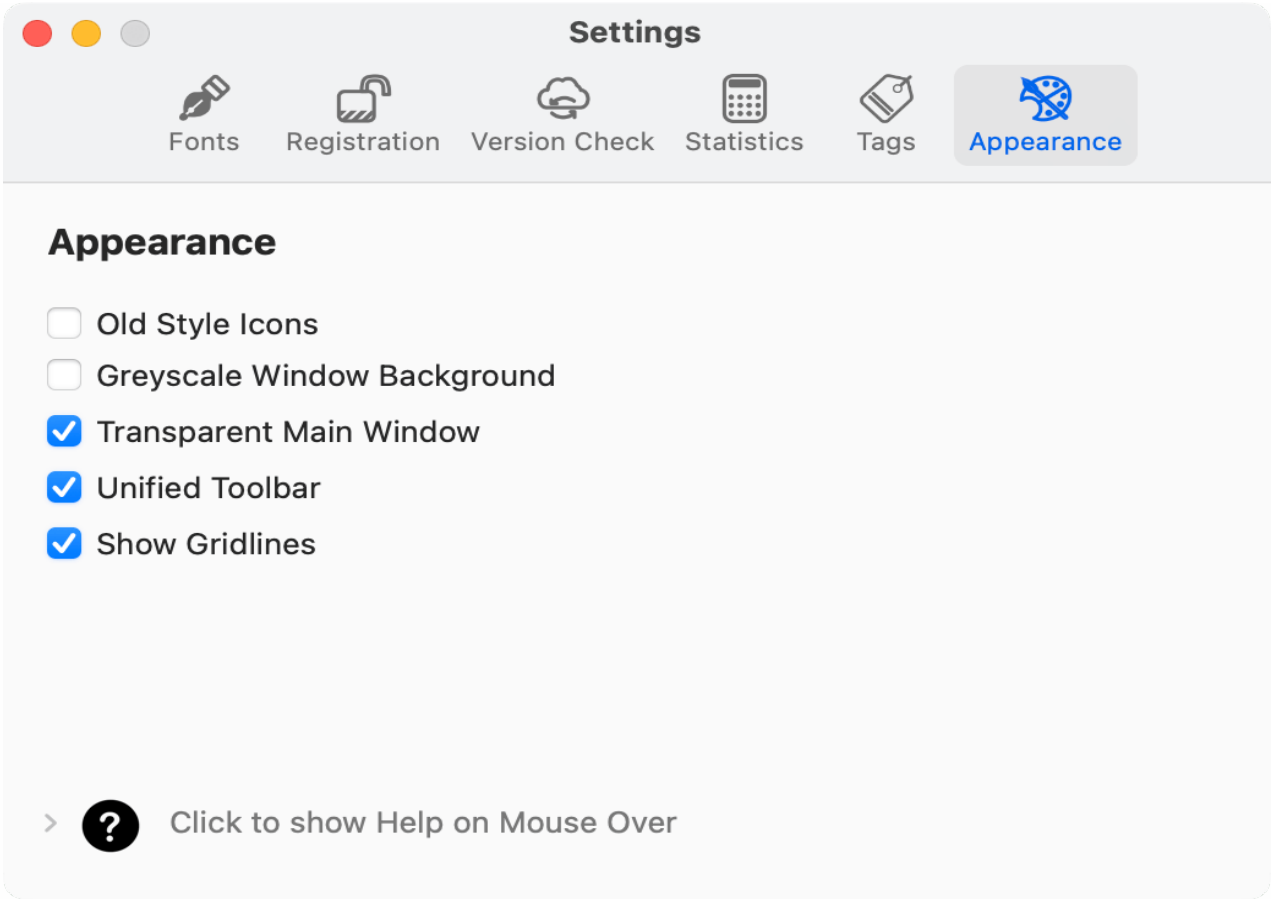 Settings
Fonts Registration Version Check Statistics Tags Appearance
Appearance
Old Style Icons
Greyscale Window Background
Transparent Main Window
Unified Toolbar
Show Gridlines
? Click to show Help on Mouse Over